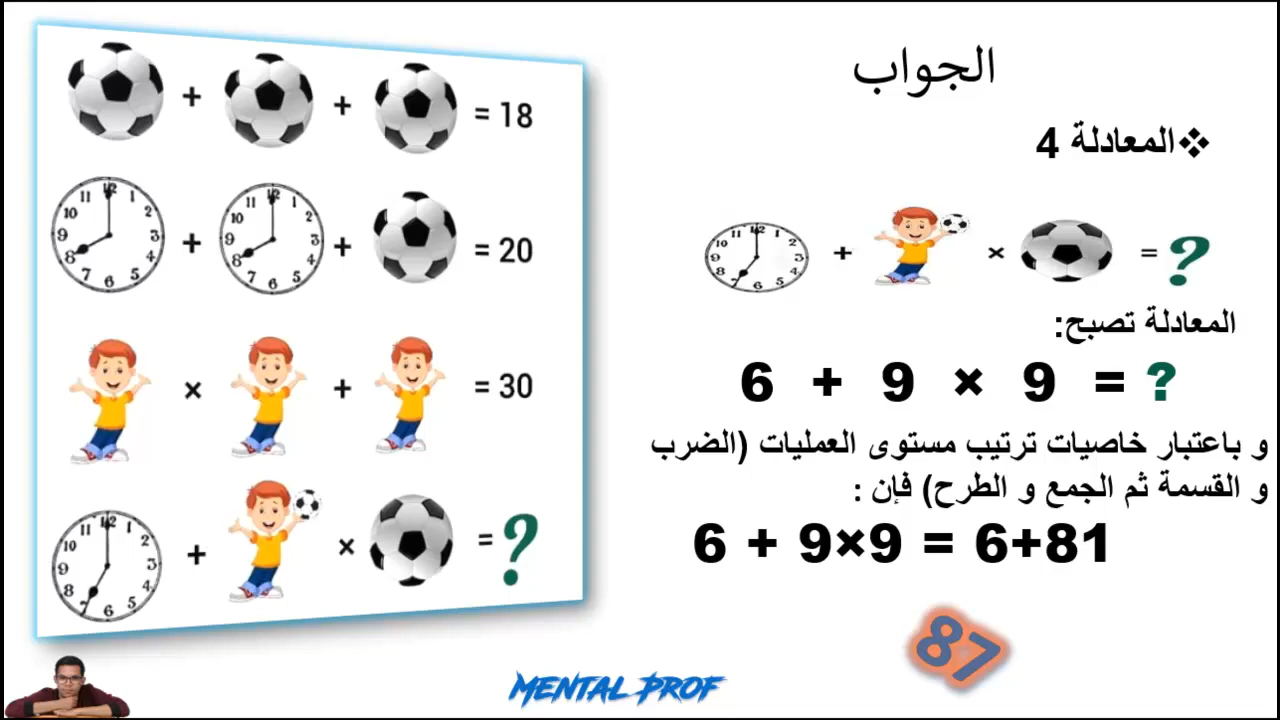 + + = 18
+ + = 20
× + = 30
+ × = ?
الجواب
❖المعادلة 4
+ × = ?
المعادلة تصبح:
6 + 9 × 9 = ?
و باعتبار خاصيات ترتيب مستوى العمليات (الضرب
و القسمة ثم الجمع و الطرح) فإن :
6 + 9×9 = 6+81
87
MENTAL PROF